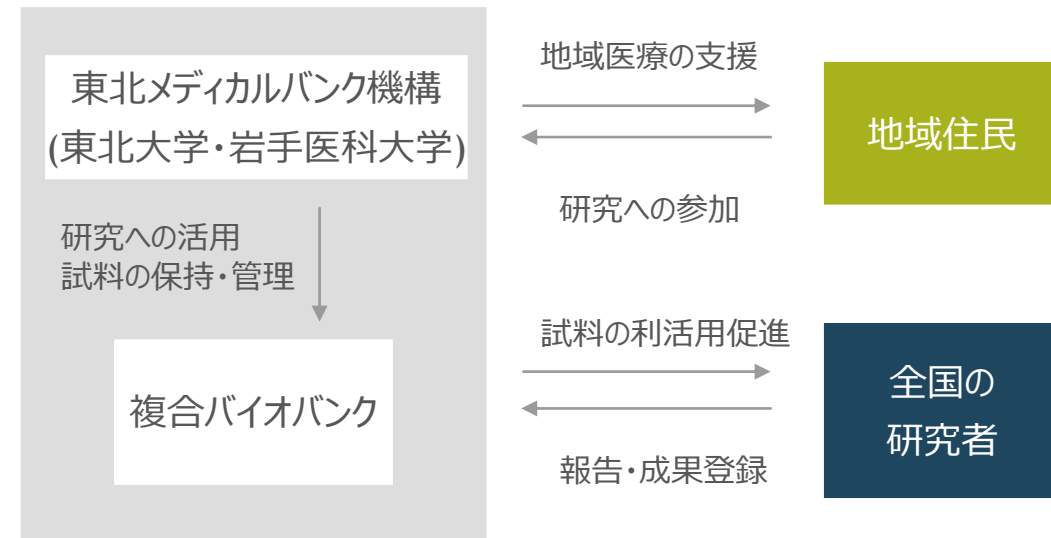 東北メディカルバンク機構
(東北大学・岩手医科大学)
研究への活用
試料の保持・管理
複合バイオバンク
地域医療の支援
研究への参加
地域住民
試料の利活用促進
報告・成果登録
全国の
研究者